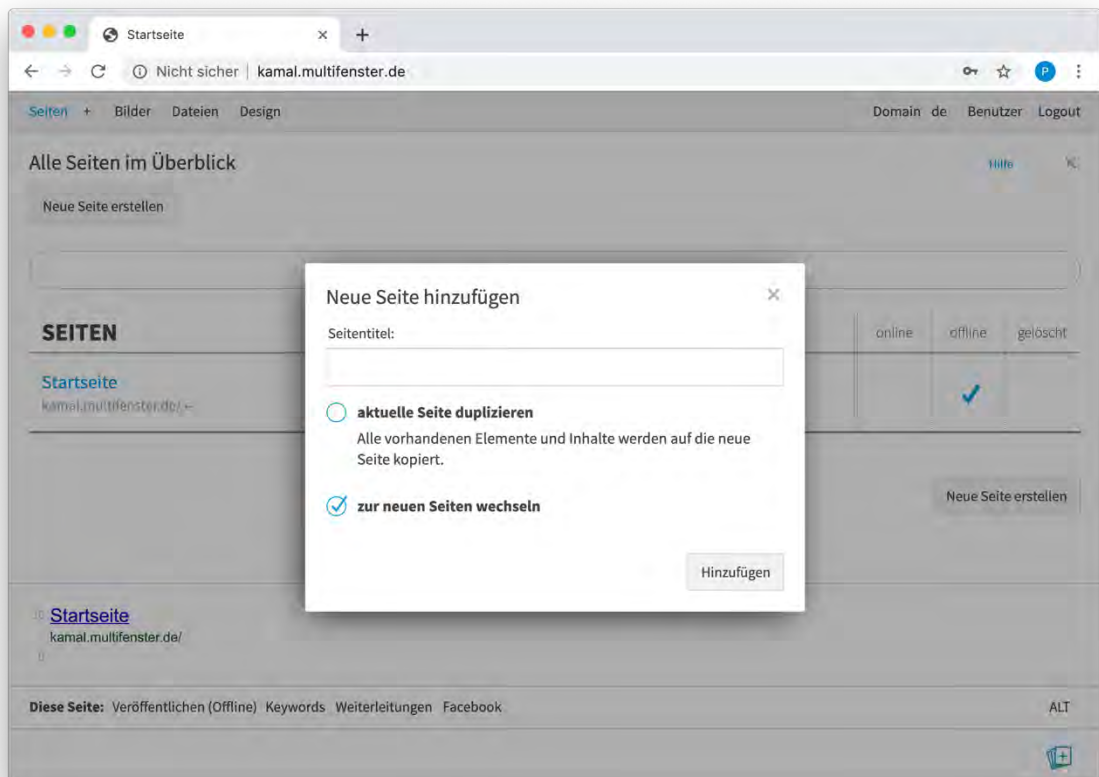 Startseite
Nicht sicher | kamal.multifenster.de
P
Seiten + Bilder Dateien Design Domain de Benutzer Logout
Alle Seiten im Überblick
Hilfe
Neue Seite erstellen
Neue Seite hinzufügen
Seitentitel:
aktuelle Seite duplizieren
Alle vorhandenen Elemente und Inhalte werden auf die neue
Seite kopiert.
zur neuen Seiten wechseln
Hinzufügen
SEITEN online offline gelöscht
Startseite
kamal.multifenster.de/
Neue Seite erstellen
Startseite
kamal.multifenster.de/
Diese Seite: Veröffentlichen (Offline) Keywords Weiterleitungen Facebook ALT